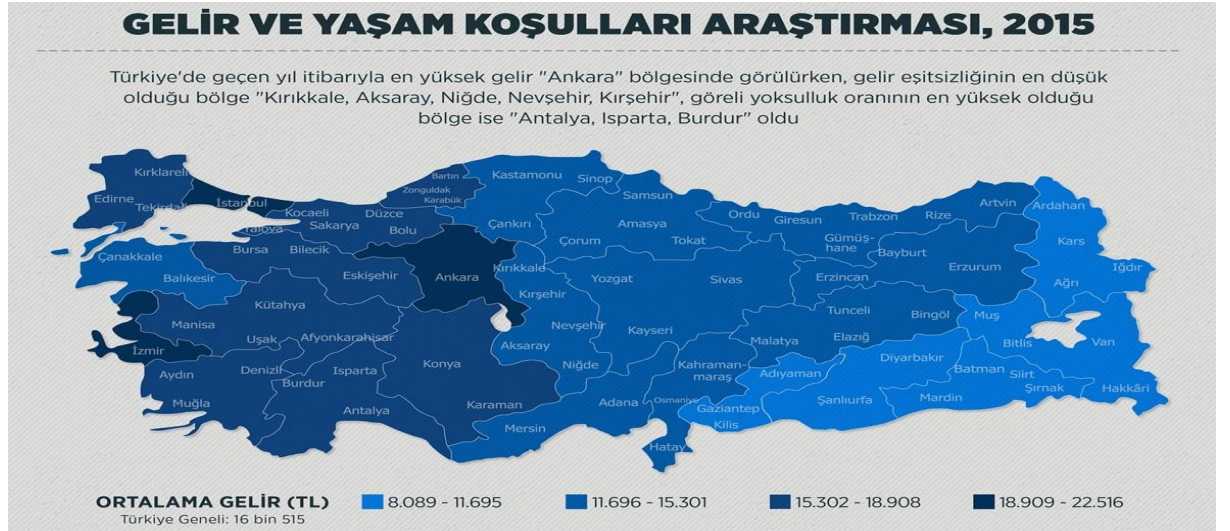 GELİR VE YAŞAM KOŞULLARI ARAŞTIRMASI, 2015
Türkiye'de geçen yıl itibarıyla en yüksek gelir "Ankara" bölgesinde görülürken, gelir eşitsizliğinin en düşük
olduğu bölge "Kırıkkale, Aksaray, Niğde, Nevşehir, Kırşehir", göreli yoksulluk oranının en yüksek olduğu
bölge ise "Antalya, Isparta, Burdur" oldu
Kırklareli
Edirne
Tekirdağ
İstanbul
Kocaeli
Yalova
Sakarya
Düzce
Bolu
Bartın
Zonguldak
Karabük
Kastamonu
Sinop
Samsun
Çankırı
Amasya
Çorum
Tokat
Ordu
Giresun
Trabzon
Rize
Artvin
Ardahan
Gümüş-
hane
Bayburt
Kars
Iğdır
Ağrı
Erzurum
Erzincan
Çanakkale
Balıkesir
Bursa
Bilecik
Eskişehir
Ankara
Kırıkkale
Kırşehir
Yozgat
Sivas
Tunceli
Bingöl
Muş
Bitlis
Van
Kütahya
Manisa
Uşak
Afyonkarahisar
İzmir
Konya
Aksaray
Nevşehir
Kayseri
Niğde
Malatya
Elazığ
Kahraman-
maraş
Adıyaman
Diyarbakır
Batman
Siirt
Şırnak
Hakkâri
Aydın
Denizli
Isparta
Burdur
Muğla
Antalya
Karaman
Mersin
Adana
Osmaniye
Gaziantep
Kilis
Hatay
Şanlıurfa
Mardin
ORTALAMA GELİR (TL)
Türkiye Geneli: 16 bin 515
8.089 - 11.695
11.696 - 15.301
15.302 - 18.908
18.909 - 22.516